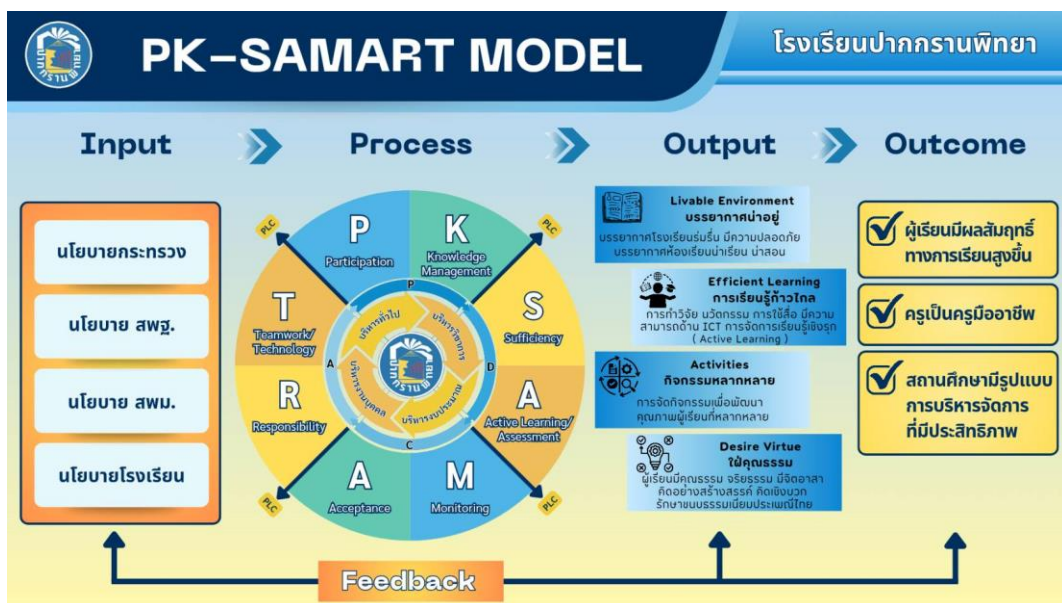 ปากกรานพิทยา
PK-SAMART MODEL
โรงเรียนปากกรานพิทยา
Input
Process
Output
Outcome
นโยบายกระทรวง
นโยบาย สพฐ.
นโยบาย สพม.
นโยบายโรงเรียน
PLC
PLC
P
Participation
K
Knowledge
Management
T
Teamwork/
Technology
S
Sufficiency
R
Responsibility
A
Active Learning/
Assessment
A
Acceptance
M
Monitoring
PLC
PLC
P
D
C
A
บริหารทั่วไป
บริหารวิชาการ
บริหารงานบุคคล
บริหารงบประมาณ
ปากกรานพิทยา
Livable Environment
บรรยากาศน่าอยู่
บรรยากาศโรงเรียนร่มรื่น มีความปลอดภัย
บรรยากาศห้องเรียนน่าเรียน น่าสอน
Efficient Learning
การเรียนรู้ก้าวไกล
การทำวิจัย นวัตกรรม การใช้สื่อ มีความ
สามารถด้าน ICT การจัดการเรียนรู้เชิงรุก
( Active Learning )
Activities
กิจกรรมหลากหลาย
การจัดกิจกรรมเพื่อพัฒนา
คุณภาพผู้เรียนที่หลากหลาย
Desire Virtue
ใฝ่คุณธรรม
ผู้เรียนมีคุณธรรม จริยธรรม มีจิตอาสา
คิดอย่างสร้างสรรค์ คิดเชิงบวก
รักษาขนบธรรมเนียมประเพณีไทย
ผู้เรียนมีผลสัมฤทธิ์
ทางการเรียนสูงขึ้น
ครูเป็นครูมืออาชีพ
สถานศึกษามีรูปแบบ
การบริหารจัดการ
ที่มีประสิทธิภาพ
Feedback